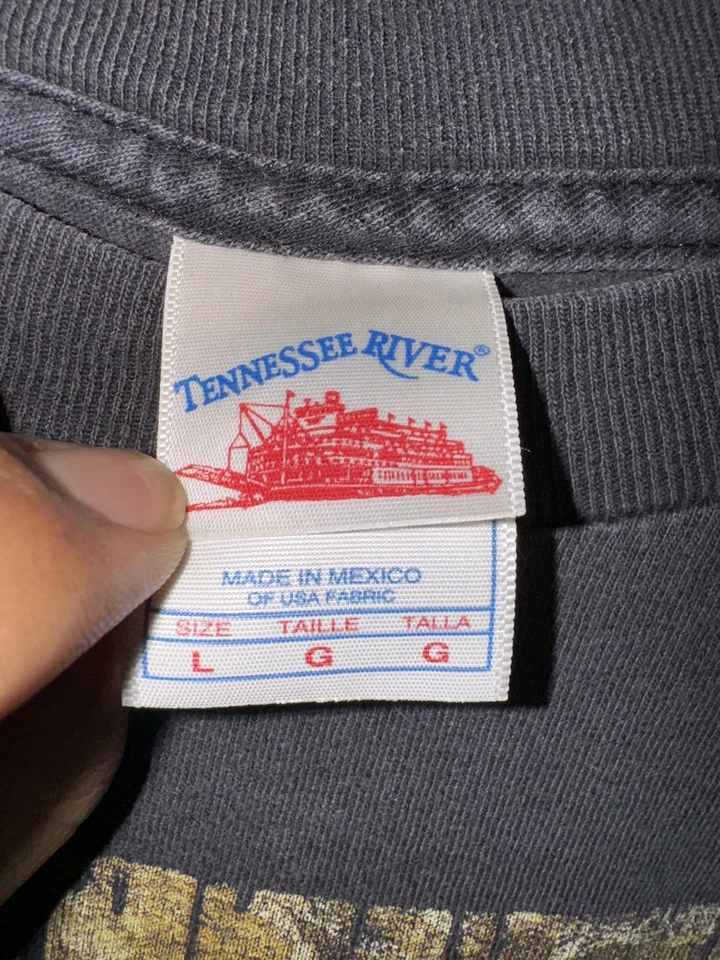 TENNESSEE RIVER®
MADE IN MEXICO
OF USA FABRIC
SIZE TAILLE TALLA
L G G